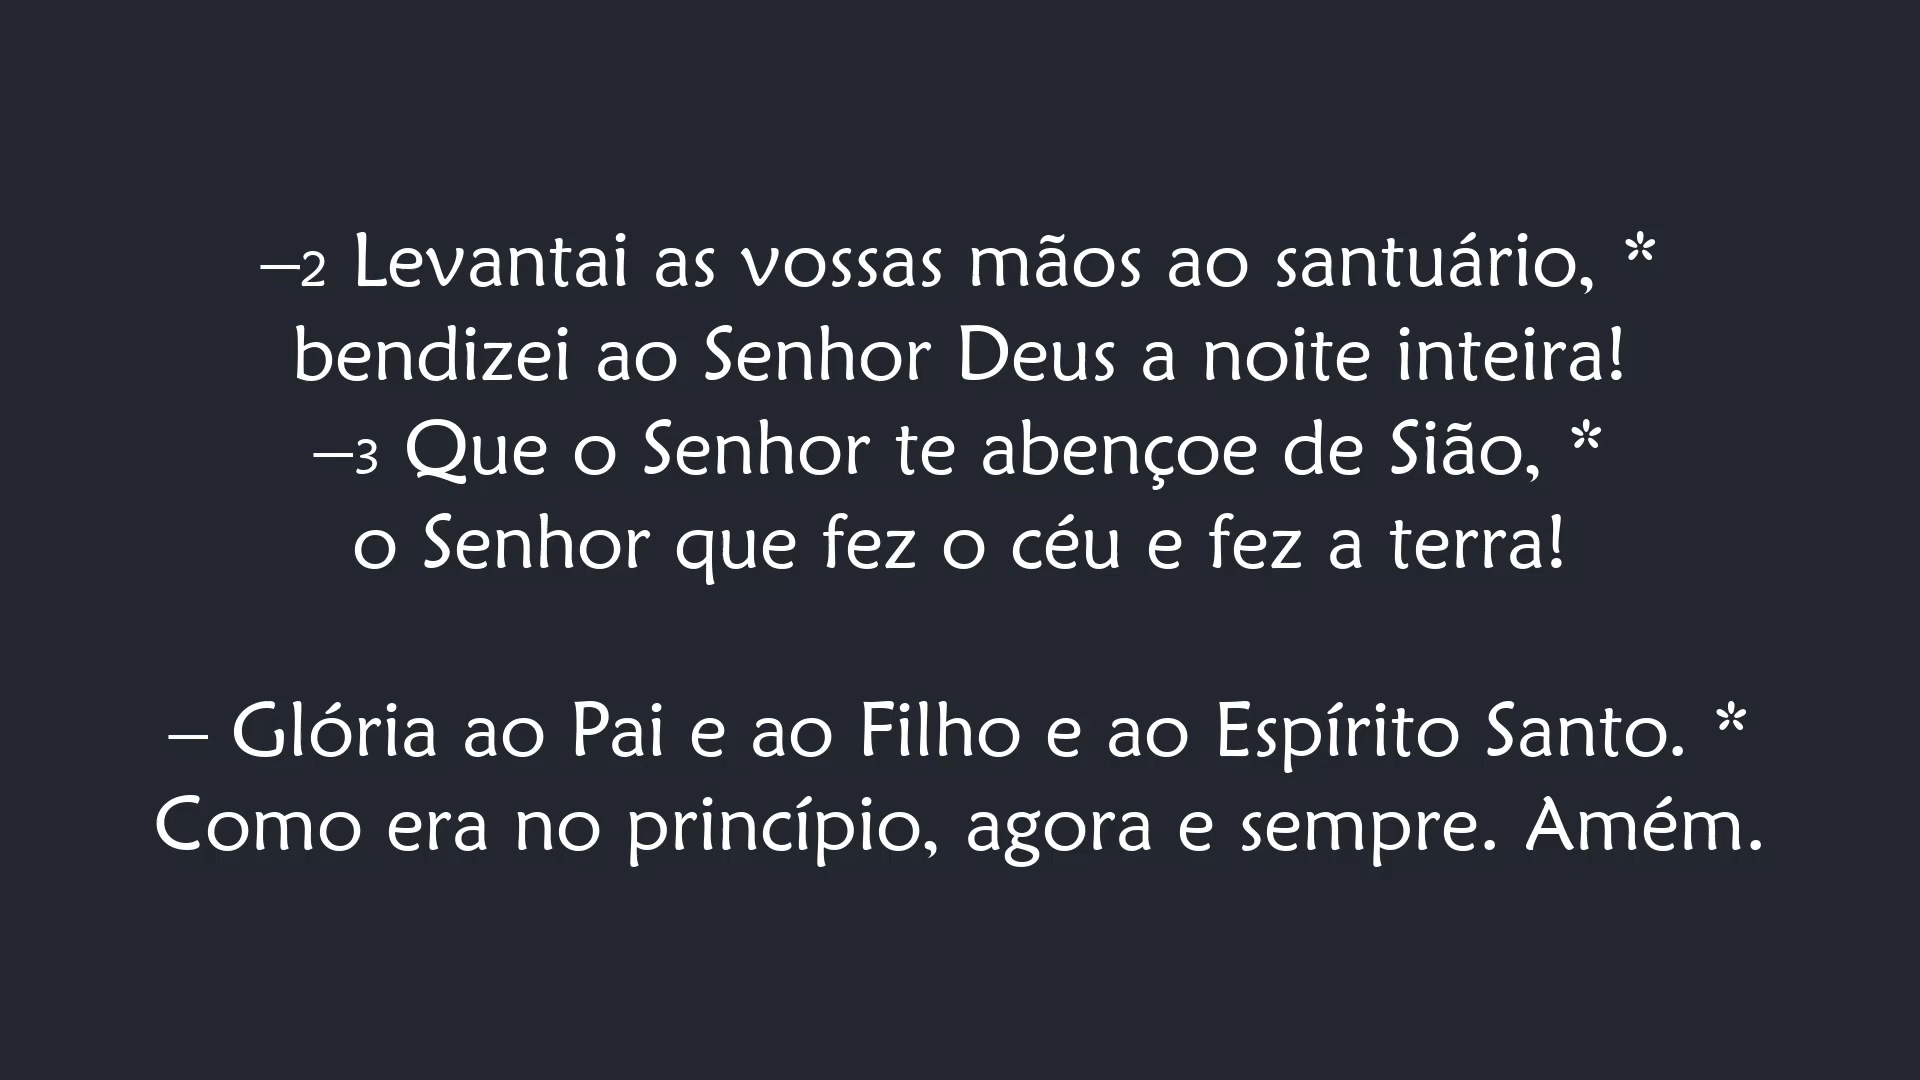 –2 Levantai as vossas mãos ao santuário, *
bendizei ao Senhor Deus a noite inteira!
–3 Que o Senhor te abençoe de Sião, *
o Senhor que fez o céu e fez a terra!
– Glória ao Pai e ao Filho e ao Espírito Santo. *
Como era no princípio, agora e sempre. Amém.